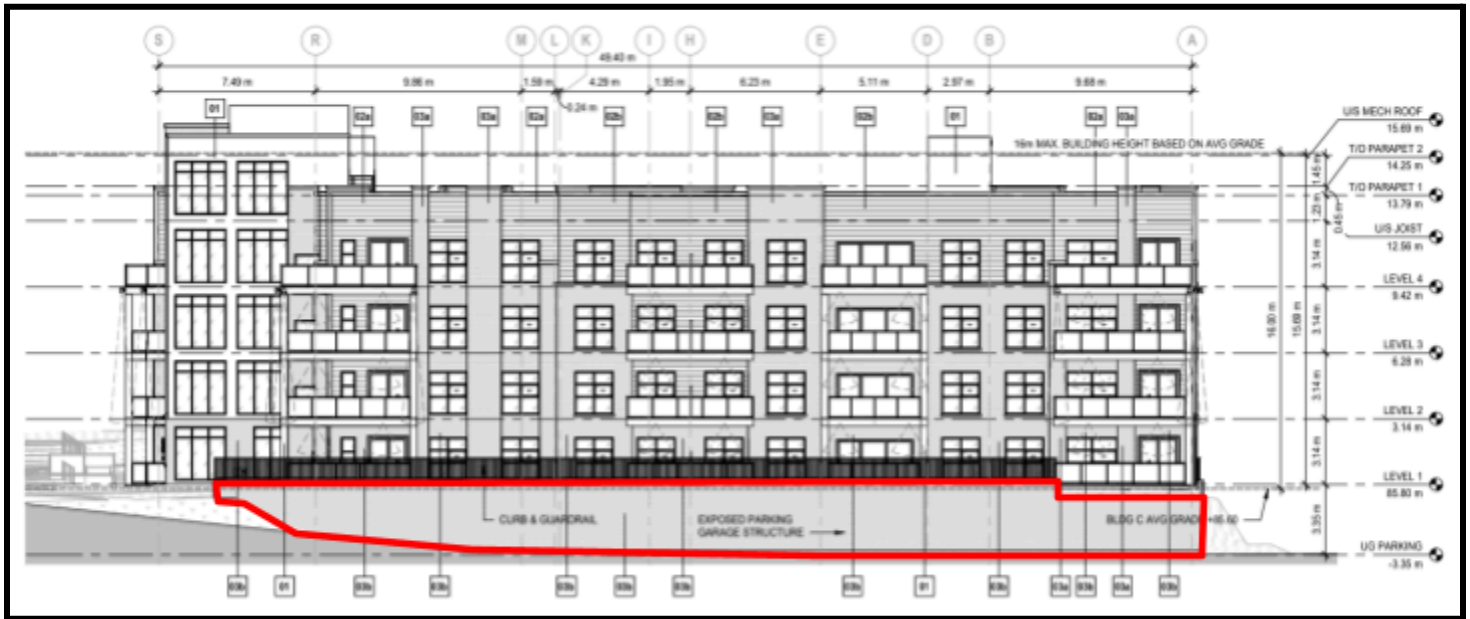 S R M L K I H E D B A
49.40 m
7.49 m 9.86 m 1.59 m 4.29 m 1.95 m 6.23 m 5.11 m 2.97 m 9.68 m
0.24 m
01 02a 03a 03a 02a 02b 02b 03a 02b 01 02a 03a
U/S MECH ROOF
15.69 m
16m MAX. BUILDING HEIGHT BASED ON AVG GRADE
T/O PARAPET 2
14.25 m
1.45 m
T/O PARAPET 1
13.79 m
1.23 m
0.45 m
U/S JOIST
12.56 m
3.14 m
LEVEL 4
9.42 m
16.00 m
15.69 m
3.14 m
LEVEL 3
6.28 m
3.14 m
LEVEL 2
3.14 m
3.14 m
LEVEL 1
85.80 m
CURB & GUARDRAIL
EXPOSED PARKING
GARAGE STRUCTURE
BLDG C AVG GRADE +85.60
3.35 m
UG PARKING
-3.35 m
03b 01 03b 03b 03b 03b 03b 03b 01 03b 03a 03b 03a 03b